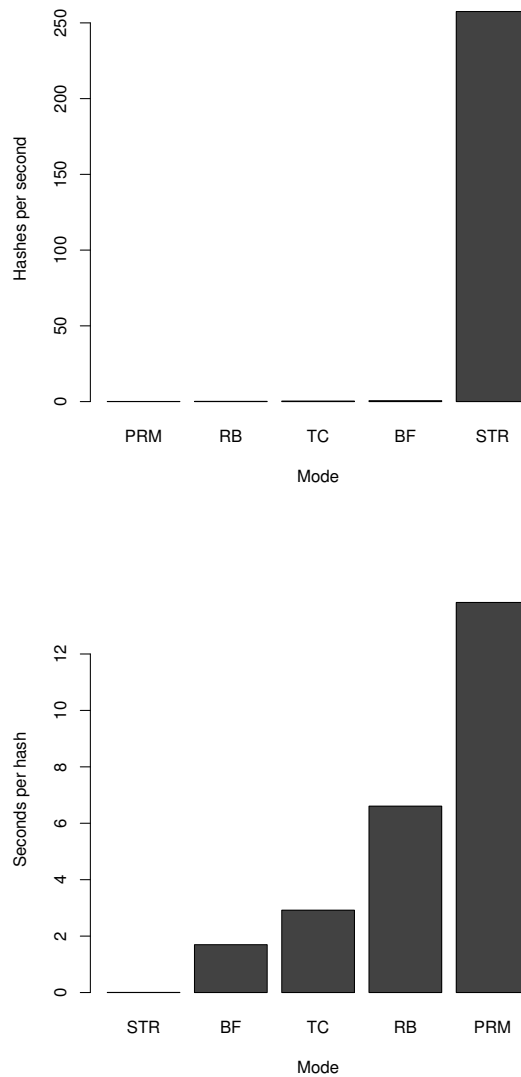 Hashes per second
250
200
150
100
50
0
PRM RB TC BF STR
Mode
Seconds per hash
12
10
8
6
4
2
0
STR BF TC RB PRM
Mode